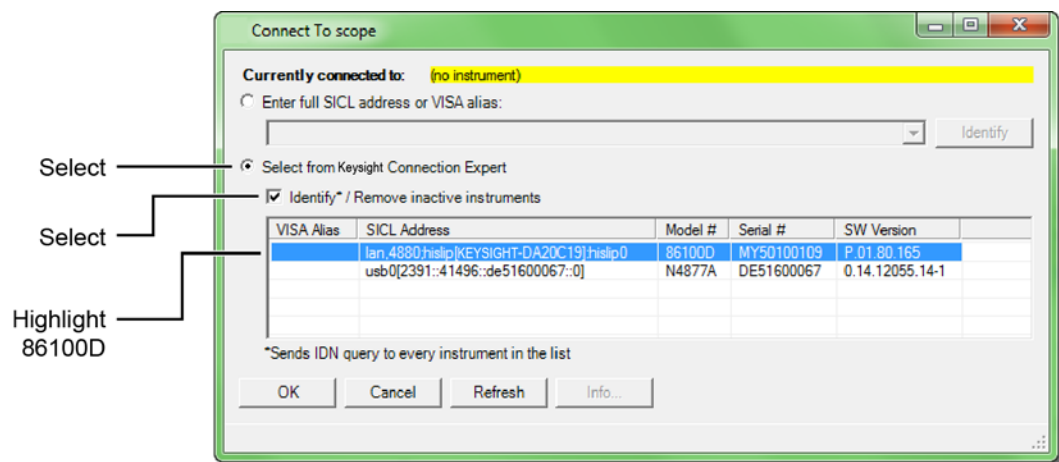 Connect To scope
Currently connected to: (no instrument)
Enter full SICL address or VISA alias:
Identify
Select
Select from Keysight Connection Expert
Identify* / Remove inactive instruments
Select
VISA Alias SICL Address Model # Serial # SW Version
lan,4880;hislip[KEYSIGHT-DA20C19]:hislip0 86100D MY50100109 P.01.80.165
usb0[2391::41496::de51600067::0] N4877A DE51600067 0.14.12055.14-1
Highlight
86100D
*Sends IDN query to every instrument in the list
OK Cancel Refresh Info...